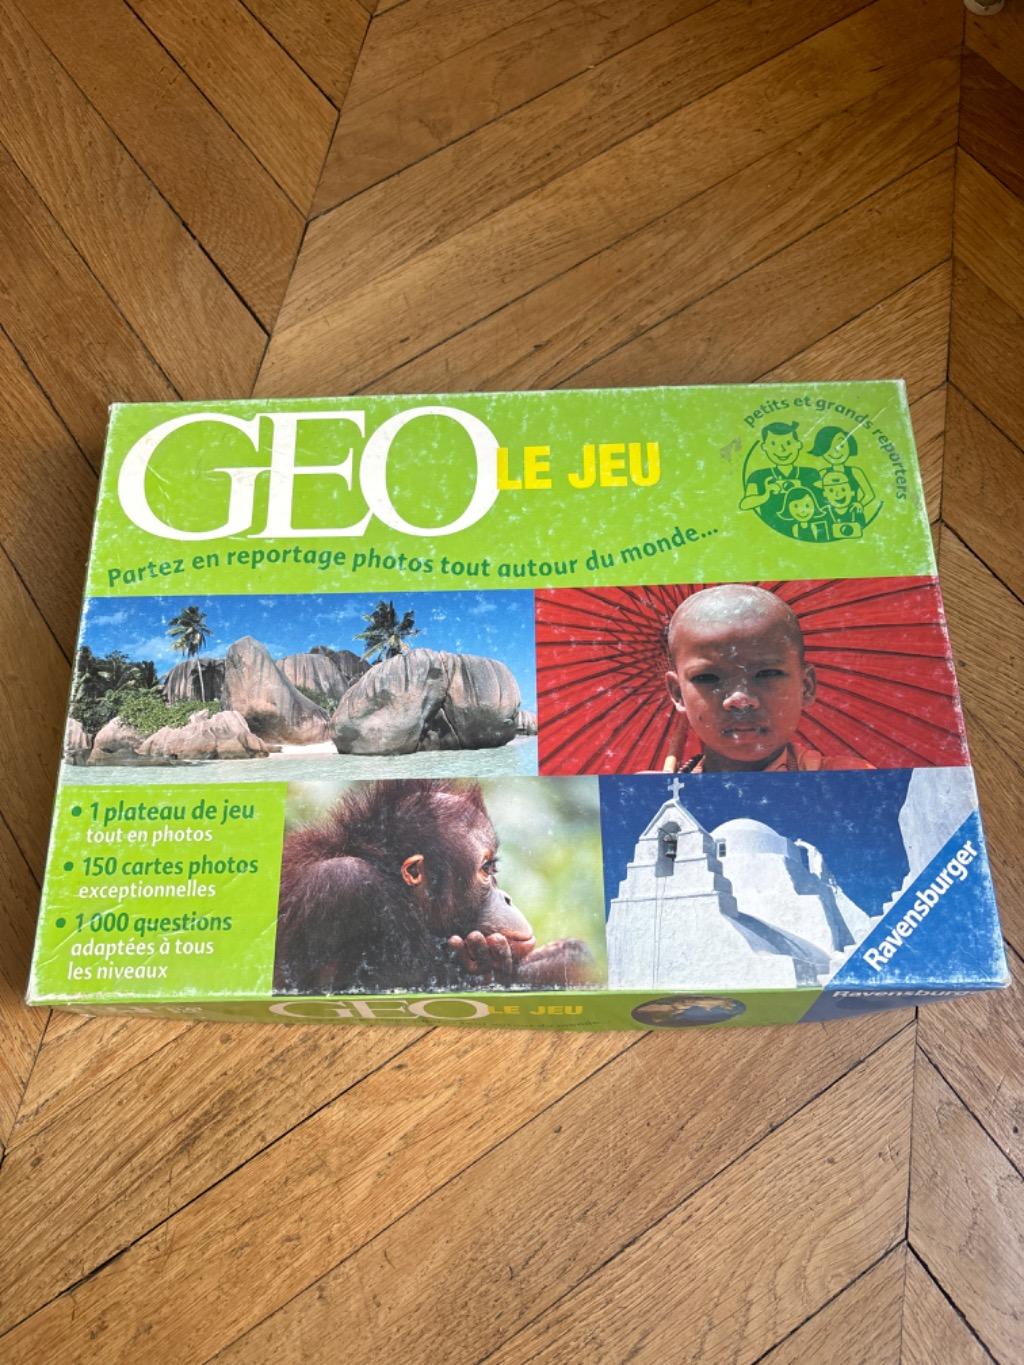 GEO LE JEU
petits et grands reporters
Partez en reportage photos tout autour du monde...
• 1 plateau de jeu
tout en photos
• 150 cartes photos
exceptionnelles
• 1 000 questions
adaptées à tous
les niveaux
Ravensburger
GEO LE JEU
Ravensburger